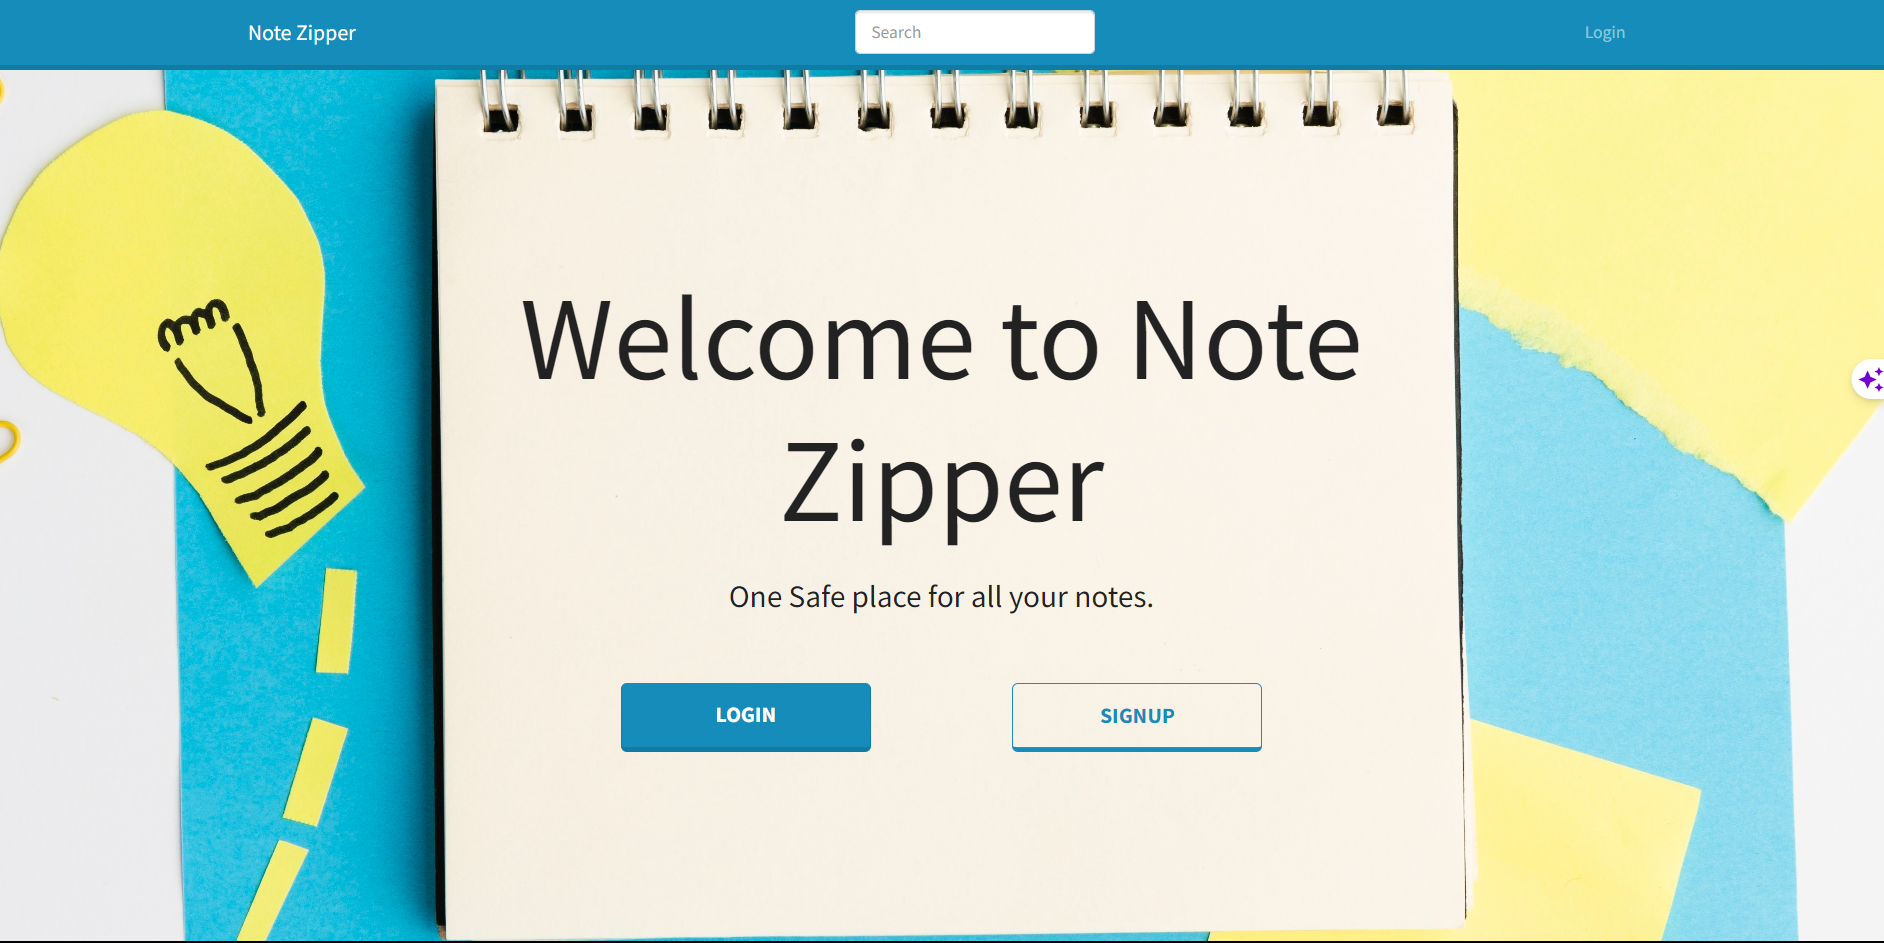 Note Zipper
Search
Login
Welcome to Note
Zipper
One Safe place for all your notes.
LOGIN
SIGNUP